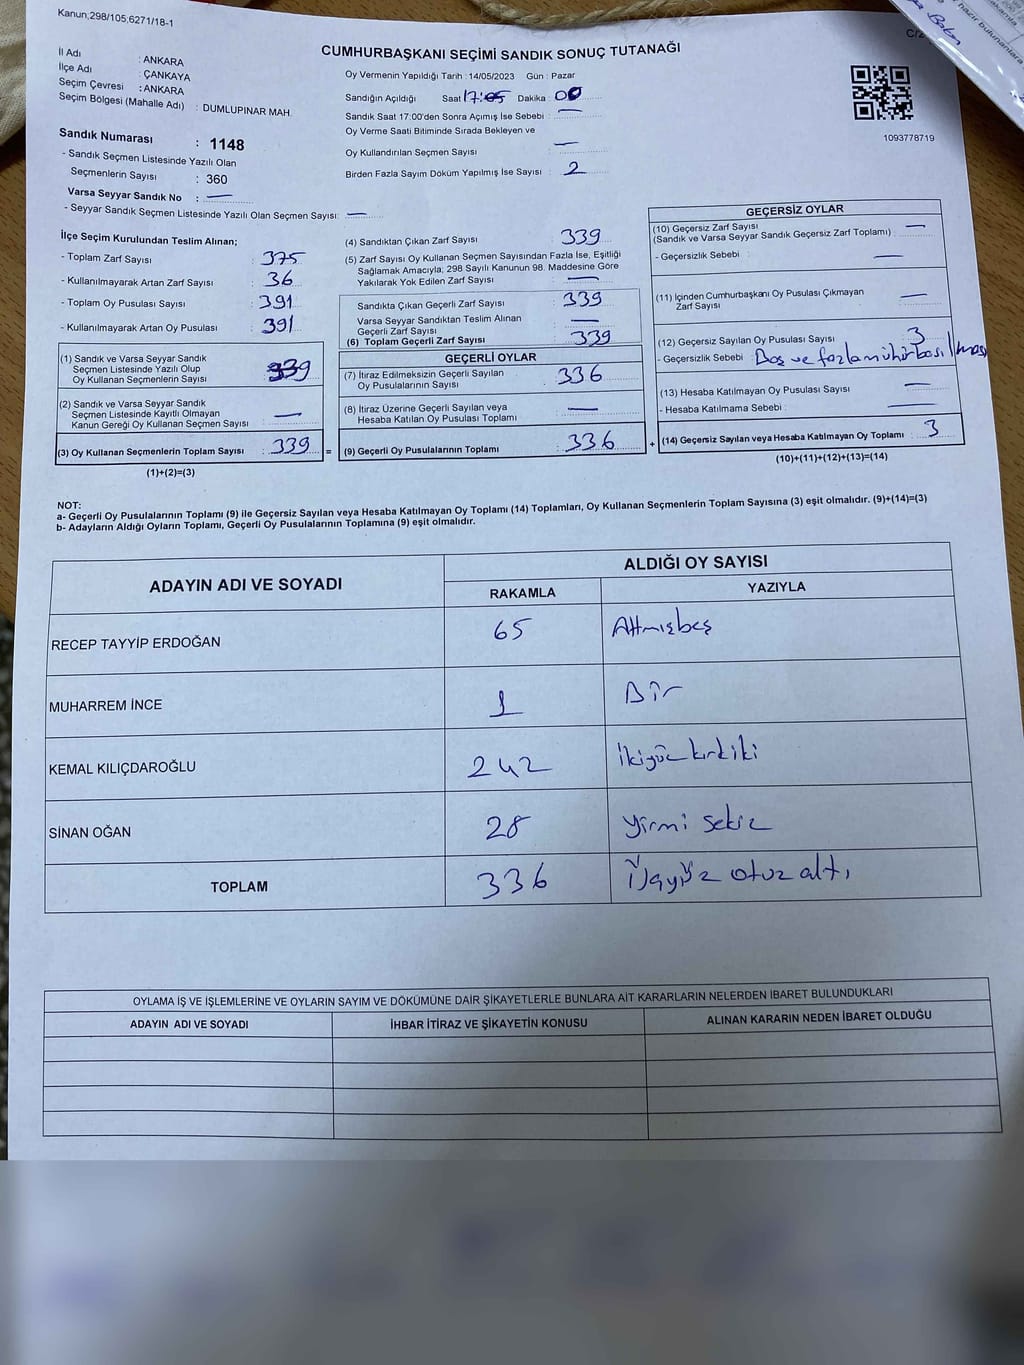 Kanun,298/105,6271/18-1
CUMHURBAŞKANI SEÇİMİ SANDIK SONUÇ TUTANAĞI
İl Adı : ANKARA
İlçe Adı : ÇANKAYA
Seçim Çevresi : ANKARA
Seçim Bölgesi (Mahalle Adı) : DUMLUPINAR MAH.
Sandık Numarası : 1148
- Sandık Seçmen Listesinde Yazılı Olan
Seçmenlerin Sayısı : 360
Varsa Seyyar Sandık No : —
- Seyyar Sandık Seçmen Listesinde Yazılı Olan Seçmen Sayısı: —
Oy Vermenin Yapıldığı Tarih : 14/05/2023 Gün : Pazar
Sandığın Açıldığı Saat 17:05 Dakika : 00
Sandık Saat 17:00'den Sonra Açımış İse Sebebi : —
Oy Verme Saati Bitiminde Sırada Bekleyen ve
Oy Kullandırılan Seçmen Sayısı : —
Birden Fazla Sayım Döküm Yapılmış İse Sayısı : 2
1093778719
İlçe Seçim Kurulundan Teslim Alınan;
- Toplam Zarf Sayısı : 375
- Kullanılmayarak Artan Zarf Sayısı : 36
- Toplam Oy Pusulası Sayısı : 391
- Kullanılmayarak Artan Oy Pusulası : 391
(1) Sandık ve Varsa Seyyar Sandık
Seçmen Listesinde Yazılı Olup
Oy Kullanan Seçmenlerin Sayısı : 339
(2) Sandık ve Varsa Seyyar Sandık
Seçmen Listesinde Kayıtlı Olmayan
Kanun Gereği Oy Kullanan Seçmen Sayısı : —
(3) Oy Kullanan Seçmenlerin Toplam Sayısı : 339 =
(1)+(2)=(3)
(4) Sandıktan Çıkan Zarf Sayısı : 339
(5) Zarf Sayısı Oy Kullanan Seçmen Sayısından Fazla İse, Eşitliği
Sağlamak Amacıyla; 298 Sayılı Kanunun 98. Maddesine Göre
Yakılarak Yok Edilen Zarf Sayısı : —
Sandıkta Çıkan Geçerli Zarf Sayısı : 339
Varsa Seyyar Sandıktan Teslim Alınan
Geçerli Zarf Sayısı : —
(6) Toplam Geçerli Zarf Sayısı : 339
GEÇERLİ OYLAR
(7) İtiraz Edilmeksizin Geçerli Sayılan
Oy Pusulalarının Sayısı : 336
(8) İtiraz Üzerine Geçerli Sayılan veya
Hesaba Katılan Oy Pusulası Toplamı : —
(9) Geçerli Oy Pusulalarının Toplamı : 336 +
GEÇERSİZ OYLAR
(10) Geçersiz Zarf Sayısı
(Sandık ve Varsa Seyyar Sandık Geçersiz Zarf Toplamı) : —
- Geçersizlik Sebebi : —
(11) İçinden Cumhurbaşkanı Oy Pusulası Çıkmayan
Zarf Sayısı : —
(12) Geçersiz Sayılan Oy Pusulası Sayısı : 3
- Geçersizlik Sebebi : Boş ve fazla mühür basılması
(13) Hesaba Katılmayan Oy Pusulası Sayısı : —
- Hesaba Katılmama Sebebi : —
(14) Geçersiz Sayılan veya Hesaba Katılmayan Oy Toplamı : 3
(10)+(11)+(12)+(13)=(14)
NOT:
a- Geçerli Oy Pusulalarının Toplamı (9) ile Geçersiz Sayılan veya Hesaba Katılmayan Oy Toplamı (14) Toplamları, Oy Kullanan Seçmenlerin Toplam Sayısına (3) eşit olmalıdır. (9)+(14)=(3)
b- Adayların Aldığı Oyların Toplamı, Geçerli Oy Pusulalarının Toplamına (9) eşit olmalıdır.
ADAYIN ADI VE SOYADI ALDIĞI OY SAYISI
RAKAMLA YAZIYLA
RECEP TAYYİP ERDOĞAN 65 Altmışbeş
MUHARREM İNCE 1 Bir
KEMAL KILIÇDAROĞLU 242 İkiyüz kırkiki
SİNAN OĞAN 28 Yirmi sekiz
TOPLAM 336 Üçyüz otuz altı
OYLAMA İŞ VE İŞLEMLERİNE VE OYLARIN SAYIM VE DÖKÜMÜNE DAİR ŞİKAYETLERLE BUNLARA AİT KARARLARIN NELERDEN İBARET BULUNDUKLARI
ADAYIN ADI VE SOYADI İHBAR İTİRAZ VE ŞİKAYETİN KONUSU ALINAN KARARIN NEDEN İBARET OLDUĞU